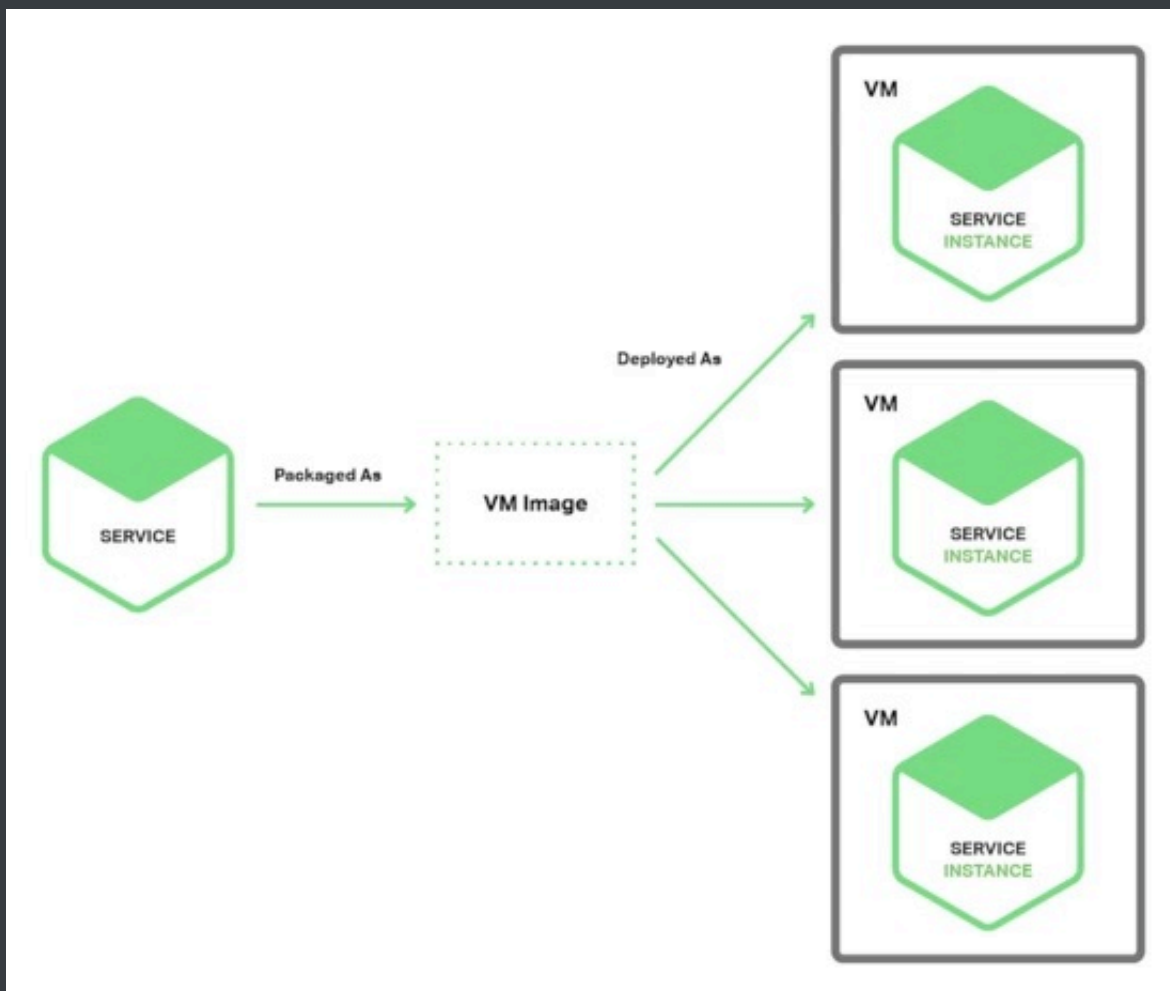 SERVICE
Packaged As
VM Image
Deployed As
VM
SERVICE
INSTANCE
VM
SERVICE
INSTANCE
VM
SERVICE
INSTANCE